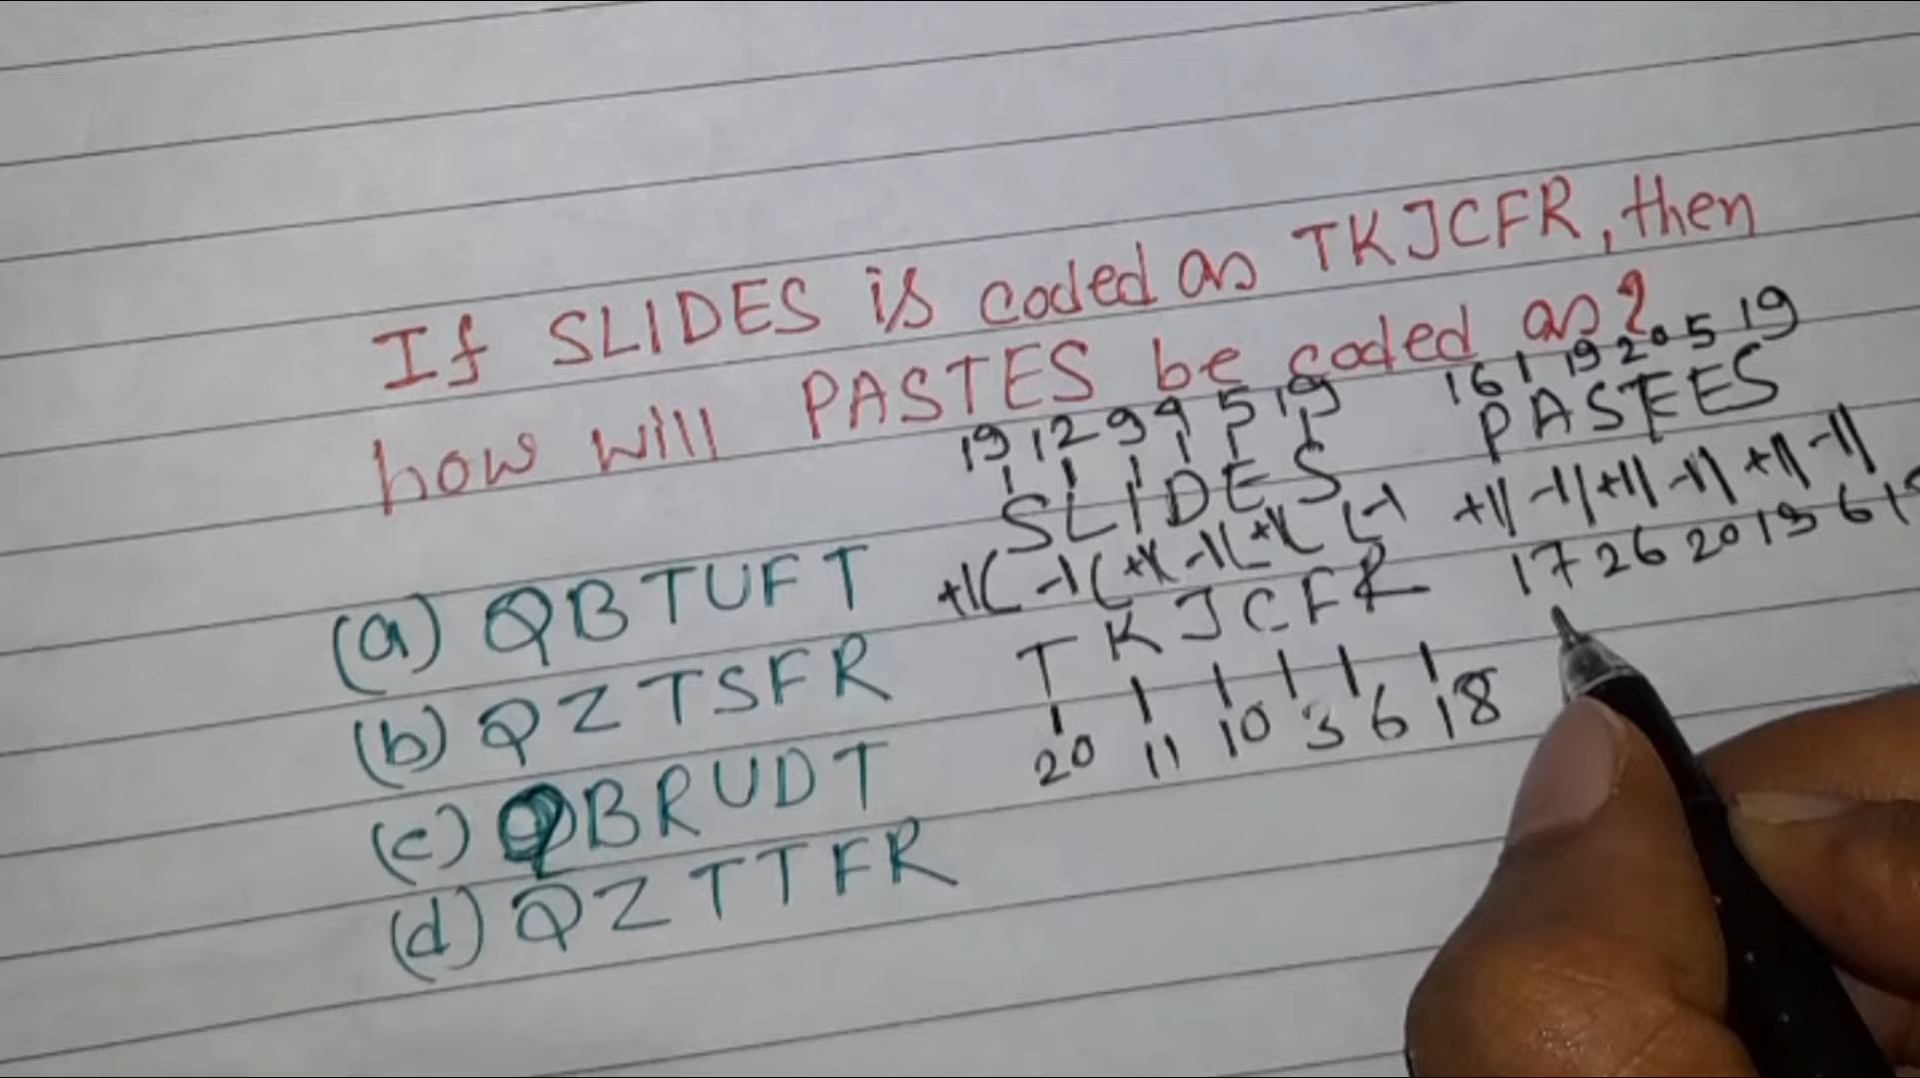 If SLIDES is coded as TKJCFR, then
how will PASTES be coded as?
(a) QBTUFT
(b) QZTSFR
(c) QBRUDT
(d) QZTTFR
19 12 9 4 5 19
SLIDES
+1 -1 +1 -1 +1 -1
TKJCFR
20 11 10 3 6 18
16 1 19 20 5 19
PASTES
+1 -1 +1 -1 +1 -1
17 26 20 19 6